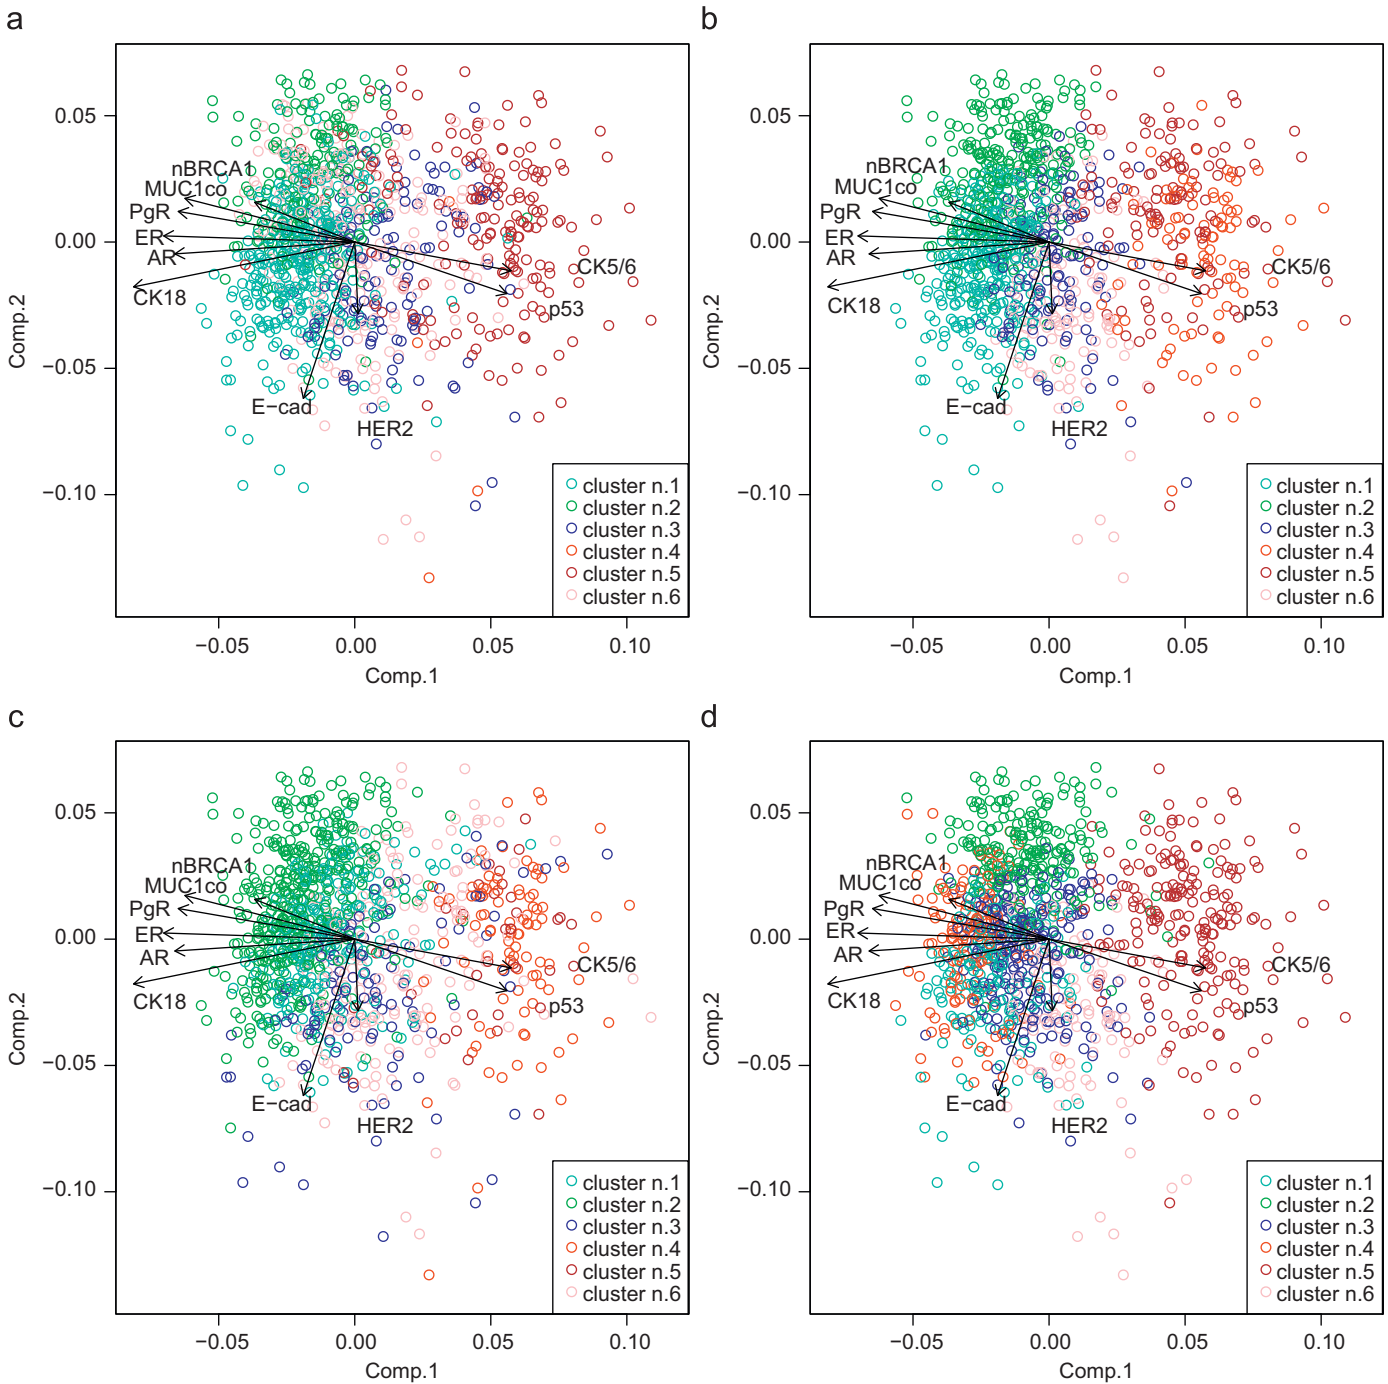 a
0.05
0.00
−0.05
−0.10
Comp.2
nBRCA1
MUC1co
PgR
ER
AR
CK18
CK5/6
p53
E−cad
HER2
cluster n.1
cluster n.2
cluster n.3
cluster n.4
cluster n.5
cluster n.6
−0.05 0.00 0.05 0.10
Comp.1
b
0.05
0.00
−0.05
−0.10
Comp.2
nBRCA1
MUC1co
PgR
ER
AR
CK18
CK5/6
p53
E−cad
HER2
cluster n.1
cluster n.2
cluster n.3
cluster n.4
cluster n.5
cluster n.6
−0.05 0.00 0.05 0.10
Comp.1
c
0.05
0.00
−0.05
−0.10
Comp.2
nBRCA1
MUC1co
PgR
ER
AR
CK18
CK5/6
p53
E−cad
HER2
cluster n.1
cluster n.2
cluster n.3
cluster n.4
cluster n.5
cluster n.6
−0.05 0.00 0.05 0.10
Comp.1
d
0.05
0.00
−0.05
−0.10
Comp.2
nBRCA1
MUC1co
PgR
ER
AR
CK18
CK5/6
p53
E−cad
HER2
cluster n.1
cluster n.2
cluster n.3
cluster n.4
cluster n.5
cluster n.6
−0.05 0.00 0.05 0.10
Comp.1